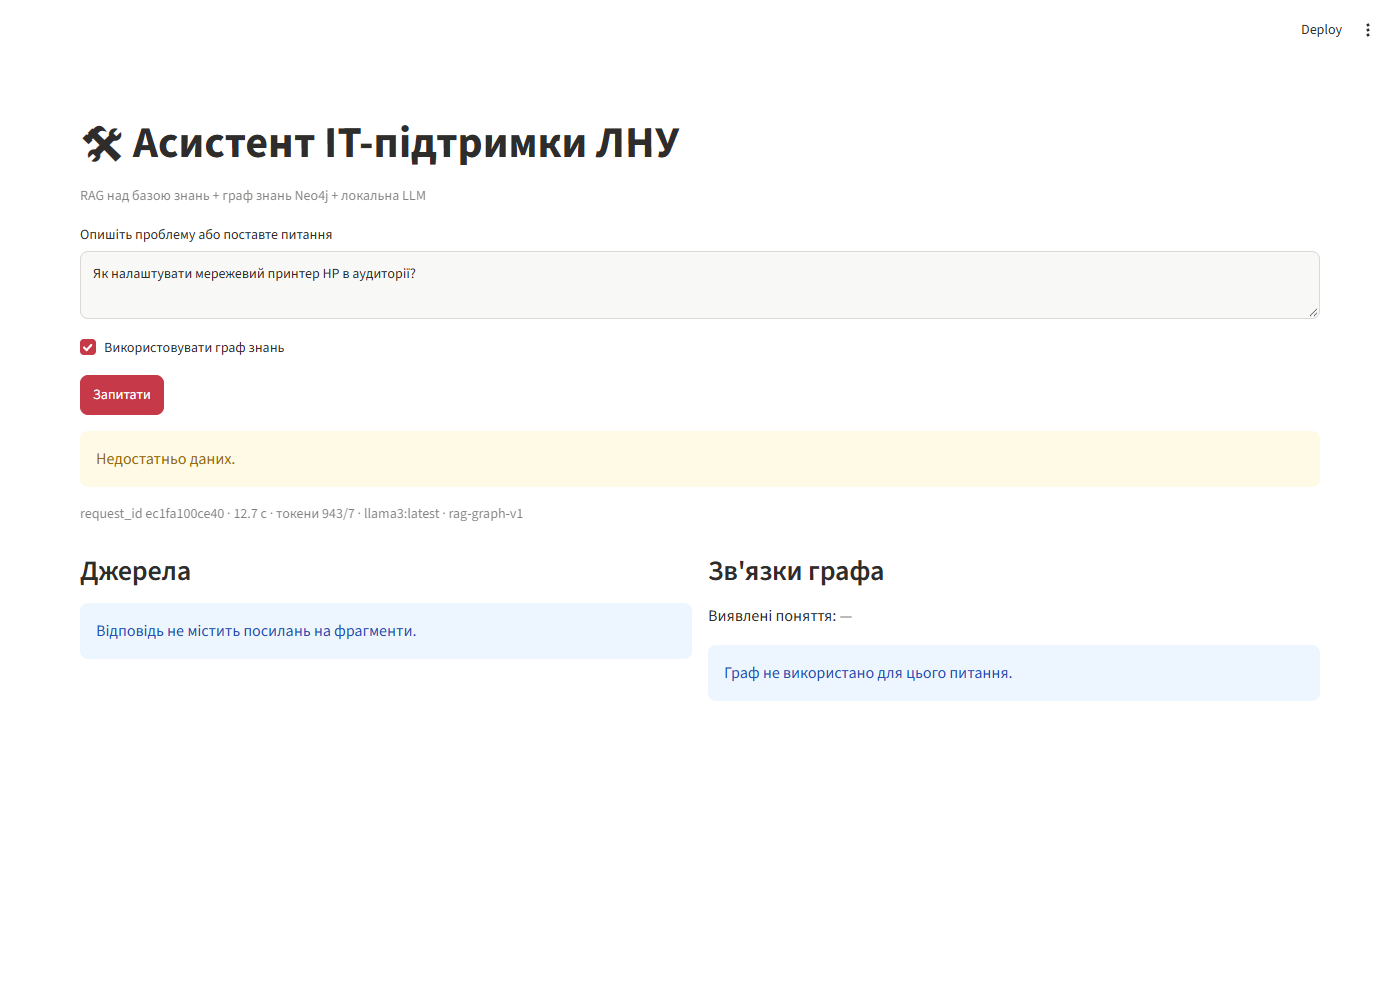 Deploy
🛠 Асистент ІТ-підтримки ЛНУ
RAG над базою знань + граф знань Neo4j + локальна LLM
Опишіть проблему або поставте питання
Як налаштувати мережевий принтер HP в аудиторії?
Використовувати граф знань
Запитати
Недостатньо даних.
request_id ec1fa100ce40 · 12.7 с · токени 943/7 · llama3:latest · rag-graph-v1
Джерела
Відповідь не містить посилань на фрагменти.
Зв'язки графа
Виявлені поняття: —
Граф не використано для цього питання.